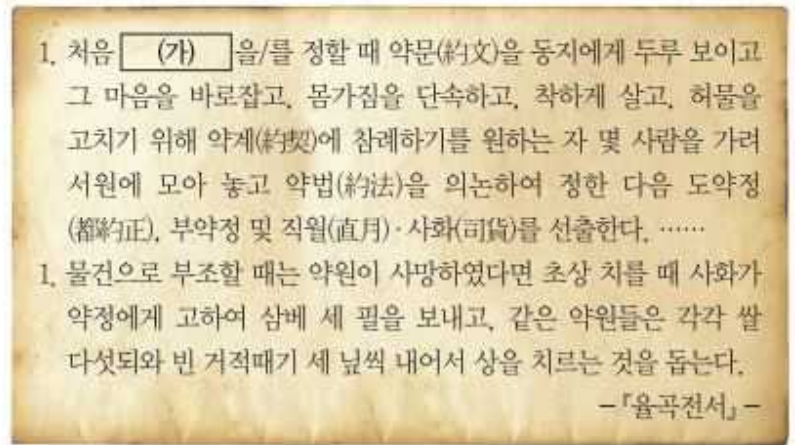 1. 처음 (가) 을/를 정할 때 약문(約文)을 동지에게 두루 보이고
그 마음을 바로잡고, 몸가짐을 단속하고, 착하게 살고, 허물을
고치기 위해 약계(約契)에 참례하기를 원하는 자 몇 사람을 가려
서원에 모아 놓고 약법(約法)을 의논하여 정한 다음 도약정
(都約正), 부약정 및 직월(直月)·사화(司貨)를 선출한다. ……
1. 물건으로 부조할 때는 약원이 사망하였다면 초상 치를 때 사화가
약정에게 고하여 삼베 세 필을 보내고, 같은 약원들은 각각 쌀
다섯되와 빈 거적때기 세 닢씩 내어서 상을 치르는 것을 돕는다.
-『율곡전서』-